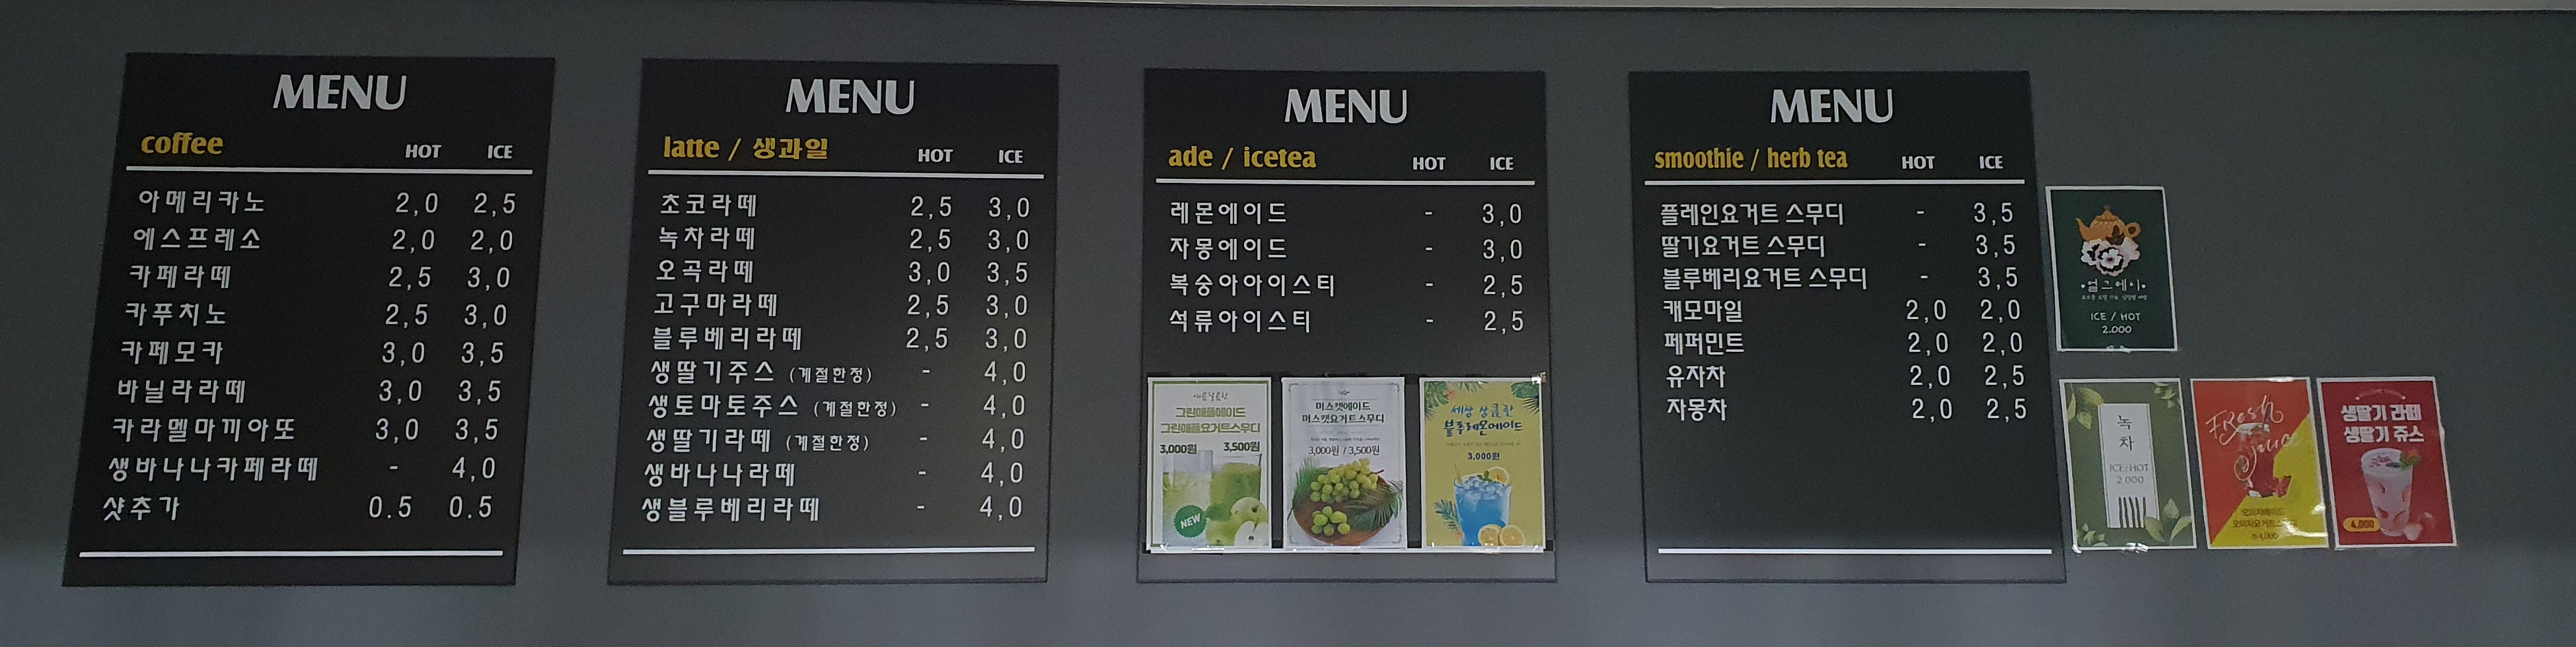 MENU
coffee HOT ICE
아메리카노 2,0 2,5
에스프레소 2,0 2,0
카페라떼 2,5 3,0
카푸치노 2,5 3,0
카페모카 3,0 3,5
바닐라라떼 3,0 3,5
카라멜마끼아또 3,0 3,5
생바나나카페라떼 - 4,0
샷추가 0.5 0.5
MENU
latte / 생과일 HOT ICE
초코라떼 2,5 3,0
녹차라떼 2,5 3,0
오곡라떼 3,0 3,5
고구마라떼 2,5 3,0
블루베리라떼 2,5 3,0
생딸기주스 (계절한정) - 4,0
생토마토주스 (계절한정) - 4,0
생딸기라떼 (계절한정) - 4,0
생바나나라떼 - 4,0
생블루베리라떼 - 4,0
MENU
ade / icetea HOT ICE
레몬에이드 - 3,0
자몽에이드 - 3,0
복숭아아이스티 - 2,5
석류아이스티 - 2,5
그린애플에이드
그린애플요거트스무디
3,000원 3,500원
NEW
머스캣에이드
머스캣요거트스무디
3,000원 / 3,500원
세상 상큼한
블루레몬에이드
3,000원
MENU
smoothie / herb tea HOT ICE
플레인요거트 스무디 - 3,5
딸기요거트 스무디 - 3,5
블루베리요거트 스무디 - 3,5
캐모마일 2,0 2,0
페퍼민트 2,0 2,0
유자차 2,0 2,5
자몽차 2,0 2,5
얼그레이
ICE / HOT
2.000
녹
차
ICE/HOT
2.000
Fresh
Juice
오미자에이드
생딸기 라떼
생딸기 쥬스
4,000